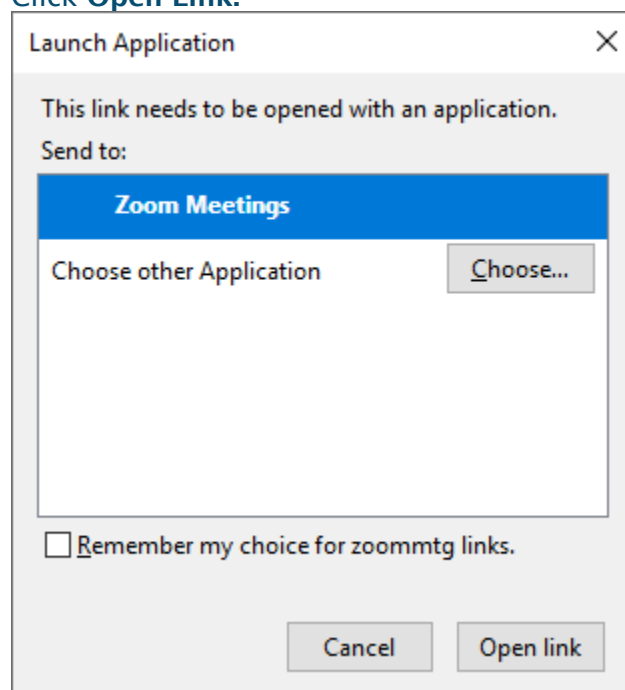 Click Open Link.
Launch Application
This link needs to be opened with an application.
Send to:
Zoom Meetings
Choose other Application
Choose...
Remember my choice for zoommtg links.
Cancel
Open link